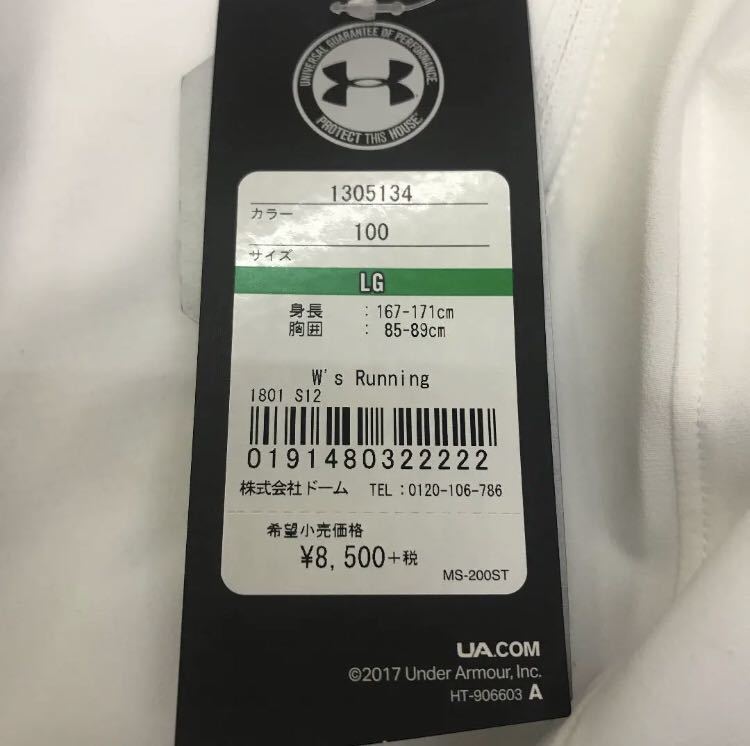 UNIVERSAL GUARANTEE OF PERFORMANCE
PROTECT THIS HOUSE
1305134
カラー
100
サイズ
LG
身長 : 167-171cm
胸囲 : 85-89cm
W's Running
1801 S12
0191480322222
株式会社ドーム TEL:0120-106-786
希望小売価格
¥8,500+税
MS-200ST
UA.COM
©2017 Under Armour, Inc.
HT-906603 A